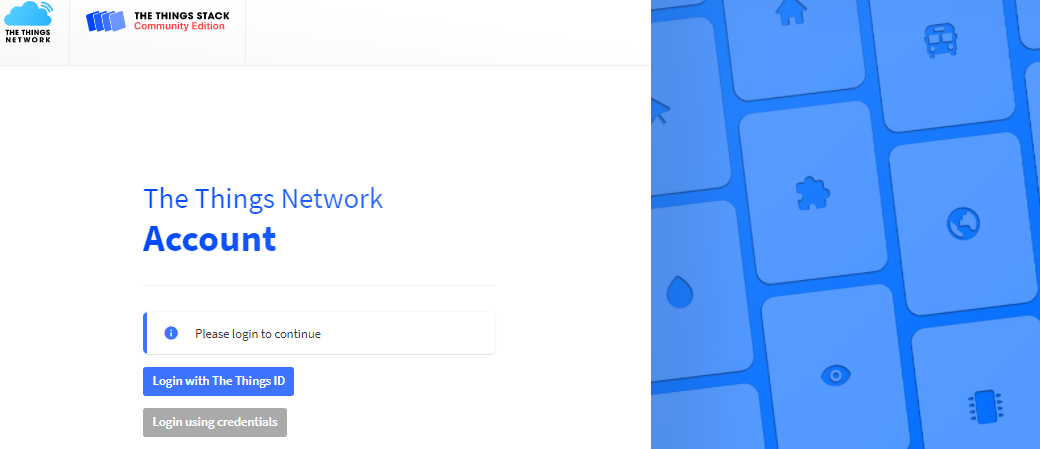 THE THINGS
NETWORK
THE THINGS STACK
Community Edition
The Things Network
Account
Please login to continue
Login with The Things ID
Login using credentials